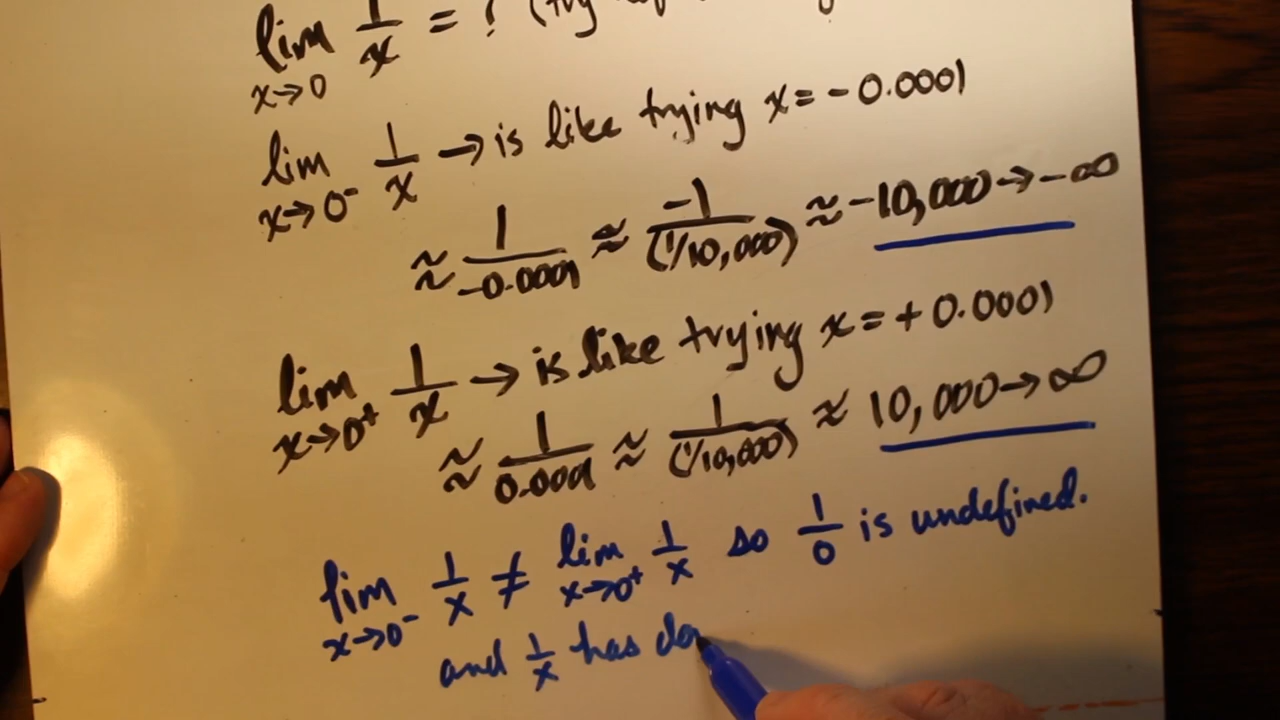 lim x→0 1/x = ? (try
lim x→0⁻ 1/x → is like trying x = -0.0001
≈ 1/-0.0001 ≈ -1/(1/10,000) ≈ -10,000 → -∞
lim x→0⁺ 1/x → is like trying x = +0.0001
≈ 1/0.0001 ≈ 1/(1/10,000) ≈ 10,000 → ∞
lim x→0⁻ 1/x ≠ lim x→0⁺ 1/x so 1/0 is undefined.
and 1/x has do